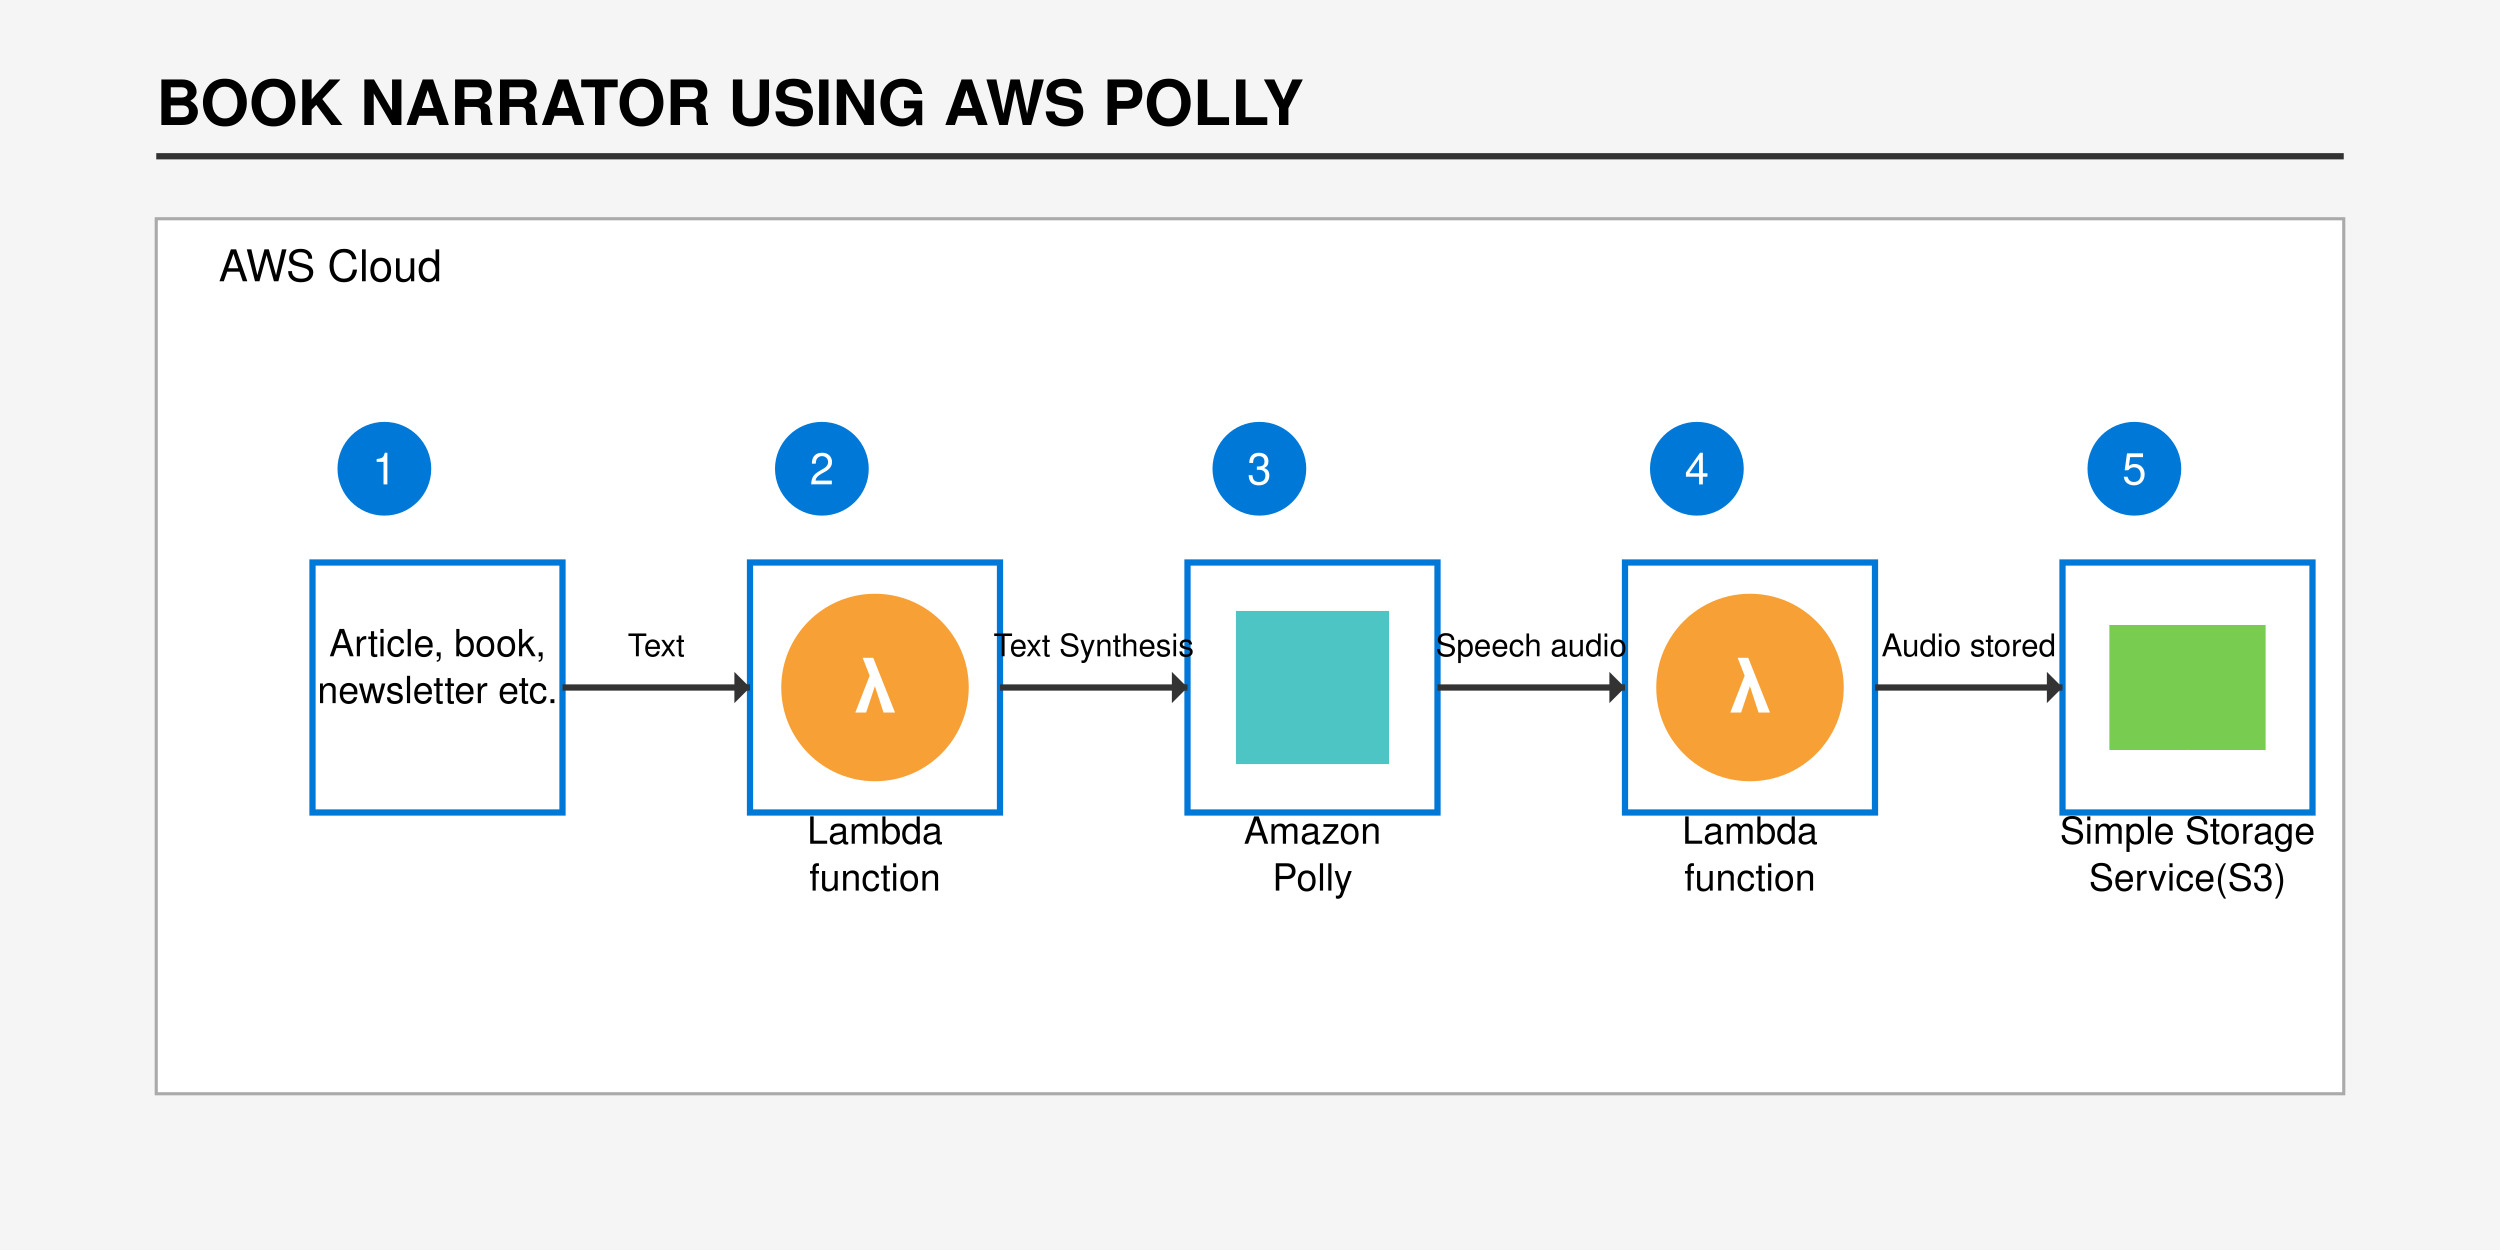 BOOK NARRATOR USING AWS POLLY
AWS Cloud
1
2
3
4
5
Article, book,
newsletter etc.
Text
λ
Text Synthesis
Speech audio
λ
Audio stored
Lambda
function
Amazon
Polly
Lambda
function
Simple Storage
Service(S3)